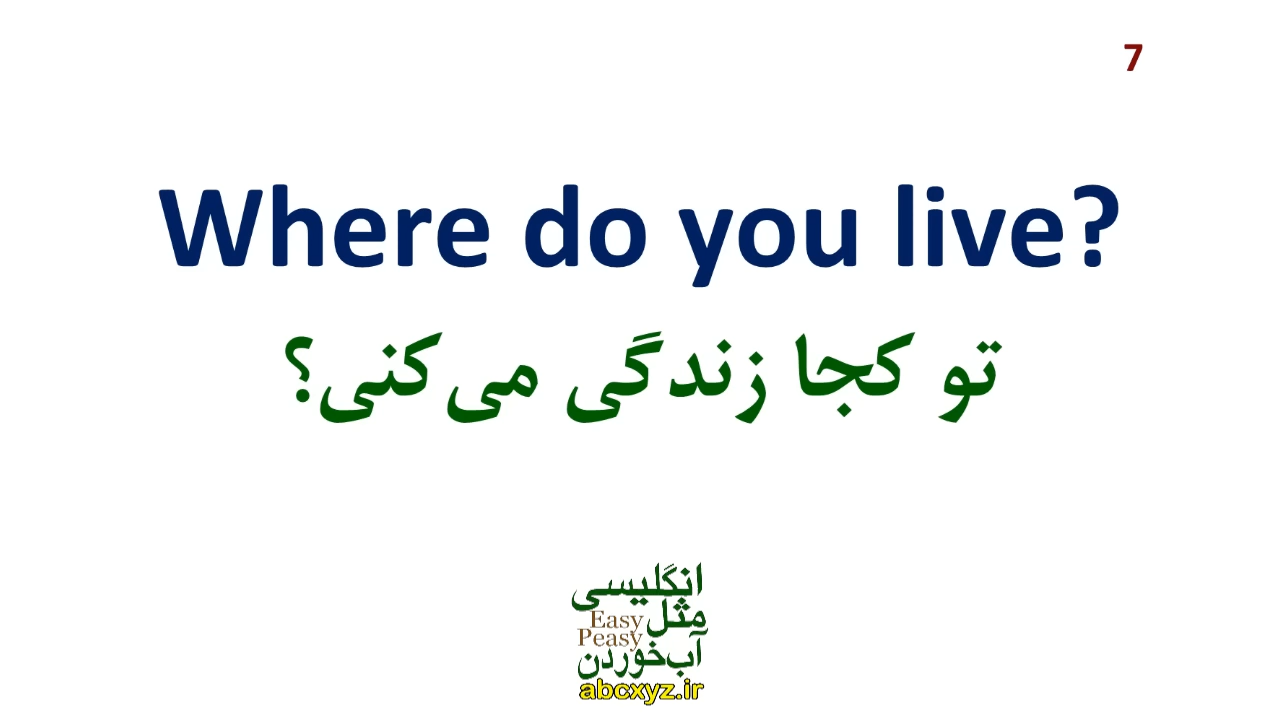 7
Where do you live?
تو کجا زندگی می‌کنی؟
انگلیسی
مثل
Easy
Peasy
آب‌خوردن
abcxyz.ir